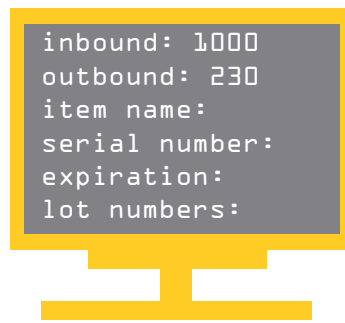 inbound: 1000
outbound: 230
item name:
serial number:
expiration:
lot numbers: